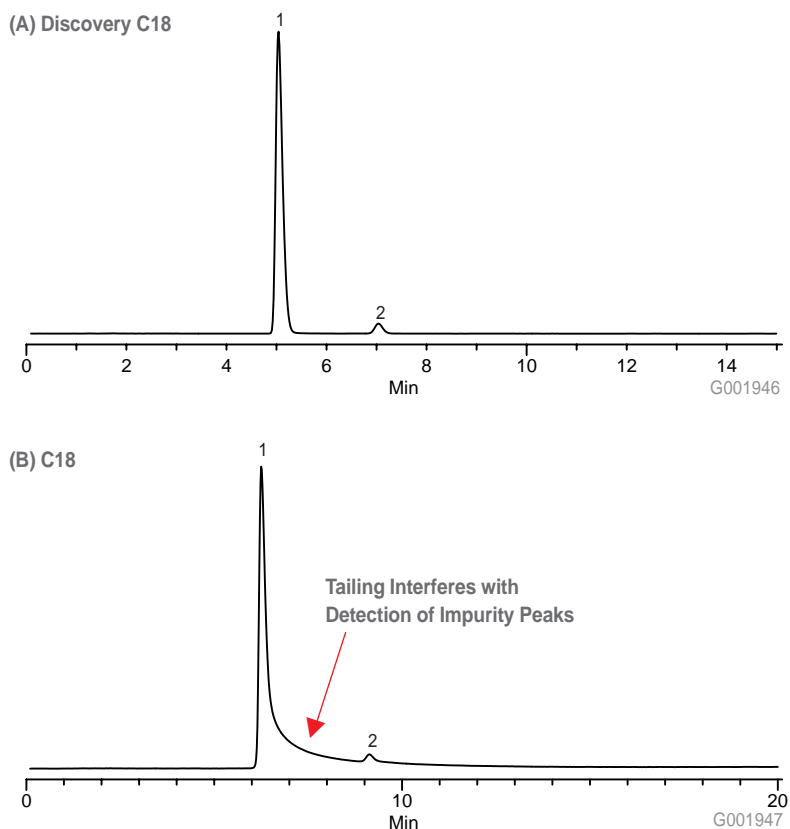 (A) Discovery C18
1
2
0 2 4 6 8 10 12 14
Min
G001946
(B) C18
1
Tailing Interferes with
Detection of Impurity Peaks
2
0 10 20
Min
G001947